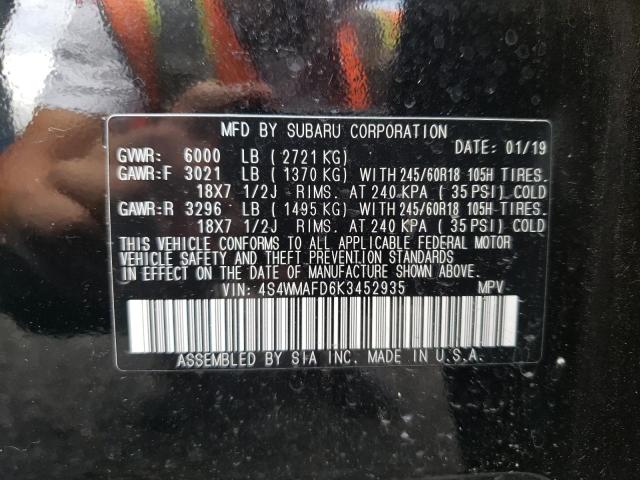 MFD BY SUBARU CORPORATION
GVWR: 6000 LB (2721 KG) DATE: 01/19
GAWR:F 3021 LB (1370 KG) WITH 245/60R18 105H TIRES.
18X7 1/2J RIMS. AT 240 KPA (35PSI) COLD
GAWR:R 3296 LB (1495 KG) WITH 245/60R18 105H TIRES.
18X7 1/2J RIMS. AT 240 KPA (35PSI) COLD
THIS VEHICLE CONFORMS TO ALL APPLICABLE FEDERAL MOTOR
VEHICLE SAFETY AND THEFT PREVENTION STANDARDS
IN EFFECT ON THE DATE OF MANUFACTURE SHOWN ABOVE.
VIN: 4S4WMAFD6K3452935 MPV
ASSEMBLED BY SIA INC. MADE IN U.S.A.